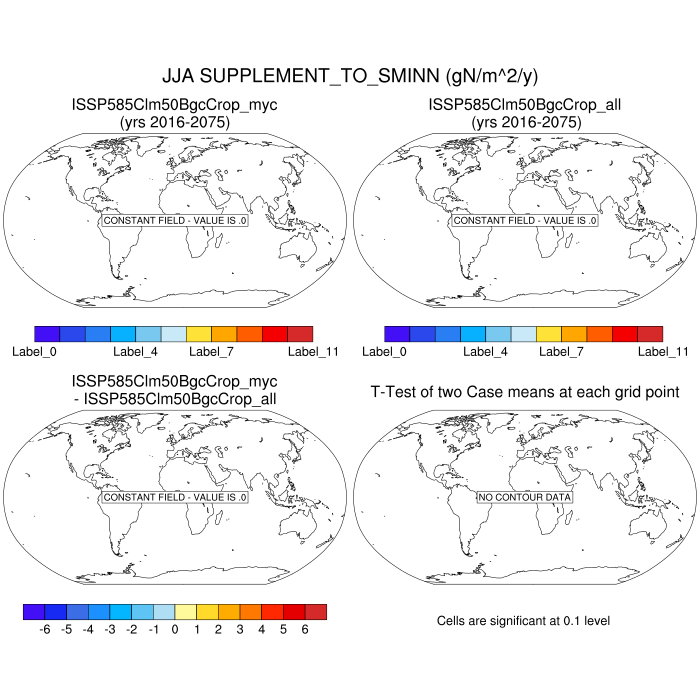 JJA SUPPLEMENT_TO_SMINN (gN/m^2/y)
ISSP585Clm50BgcCrop_myc
(yrs 2016-2075)
ISSP585Clm50BgcCrop_all
(yrs 2016-2075)
CONSTANT FIELD - VALUE IS .0
CONSTANT FIELD - VALUE IS .0
Label_0 Label_4 Label_7 Label_11
Label_0 Label_4 Label_7 Label_11
ISSP585Clm50BgcCrop_myc
- ISSP585Clm50BgcCrop_all
T-Test of two Case means at each grid point
CONSTANT FIELD - VALUE IS .0
NO CONTOUR DATA
-6 -5 -4 -3 -2 -1 0 1 2 3 4 5 6
Cells are significant at 0.1 level